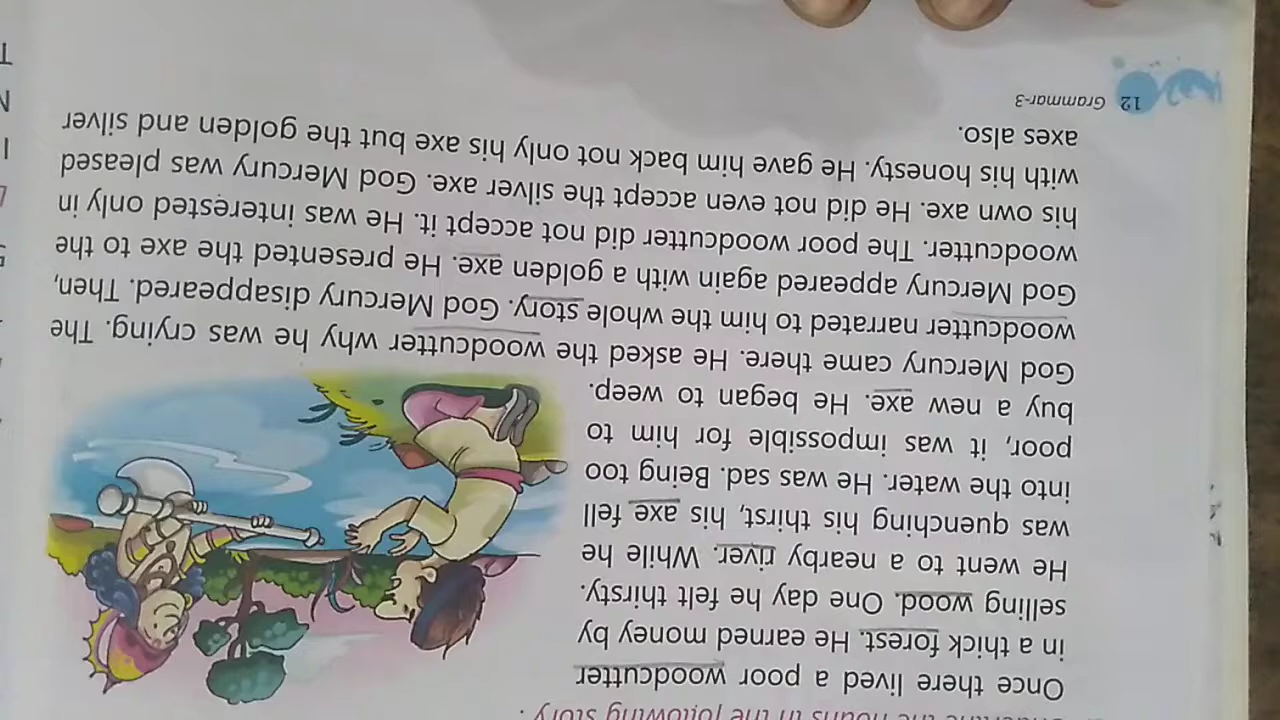 the nouns in the following story .
Once there lived a poor woodcutter
in a thick forest. He earned money by
selling wood. One day he felt thirsty.
He went to a nearby river. While he
was quenching his thirst, his axe fell
into the water. He was sad. Being too
poor, it was impossible for him to
buy a new axe. He began to weep.
God Mercury came there. He asked the woodcutter why he was crying. The
woodcutter narrated to him the whole story. God Mercury disappeared. Then,
God Mercury appeared again with a golden axe. He presented the axe to the
woodcutter. The poor woodcutter did not accept it. He was interested only in
his own axe. He did not even accept the silver axe. God Mercury was pleased
with his honesty. He gave him back not only his axe but the golden and silver
axes also.
12 Grammar-3